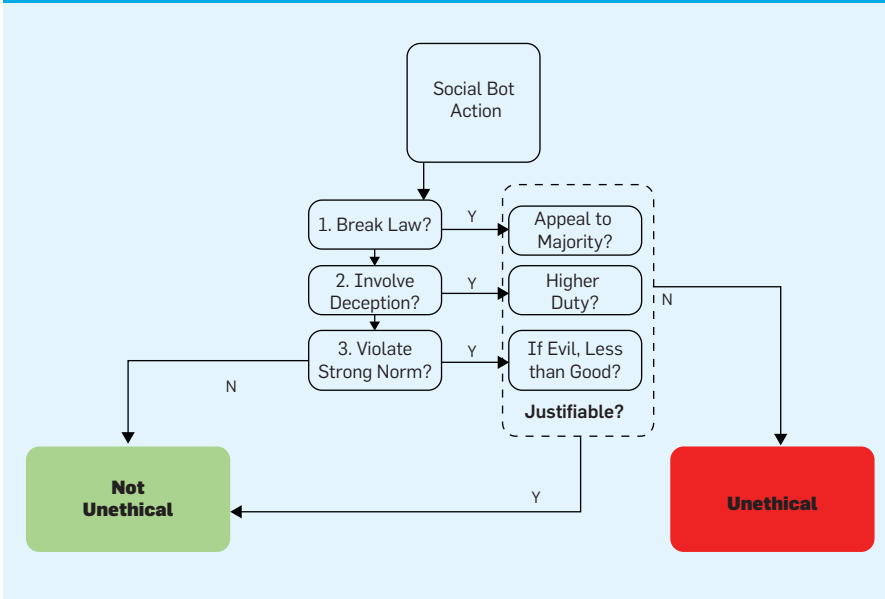 Social Bot
Action
1. Break Law?
Y
Appeal to
Majority?
2. Involve
Deception?
Y
Higher
Duty?
N
3. Violate
Strong Norm?
Y
If Evil, Less
than Good?
N
Justifiable?
Not
Unethical
Y
Unethical